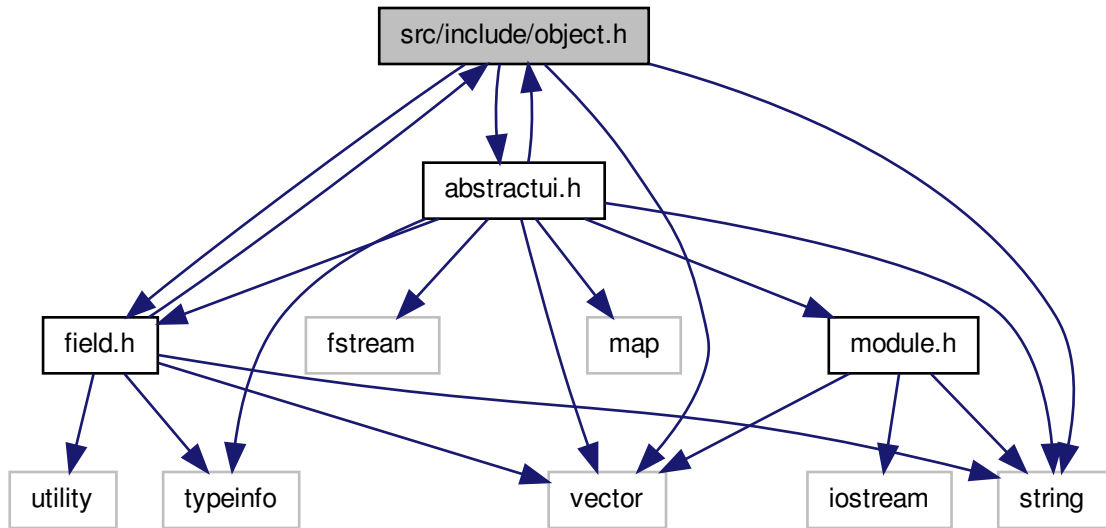 src/include/object.h
abstractui.h
field.h
fstream
map
module.h
utility
typeinfo
vector
iostream
string